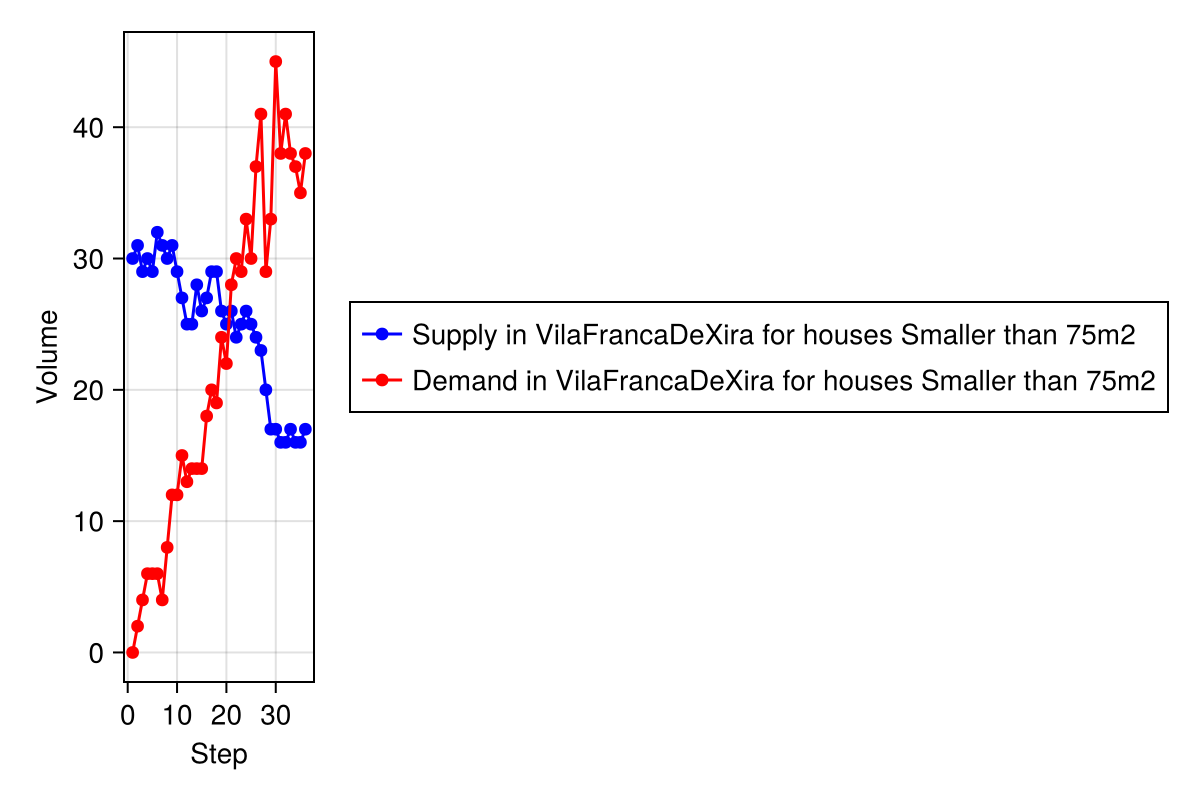 40
30
20
10
0
Volume
0 10 20 30
Step
Supply in VilaFrancaDeXira for houses Smaller than 75m2
Demand in VilaFrancaDeXira for houses Smaller than 75m2